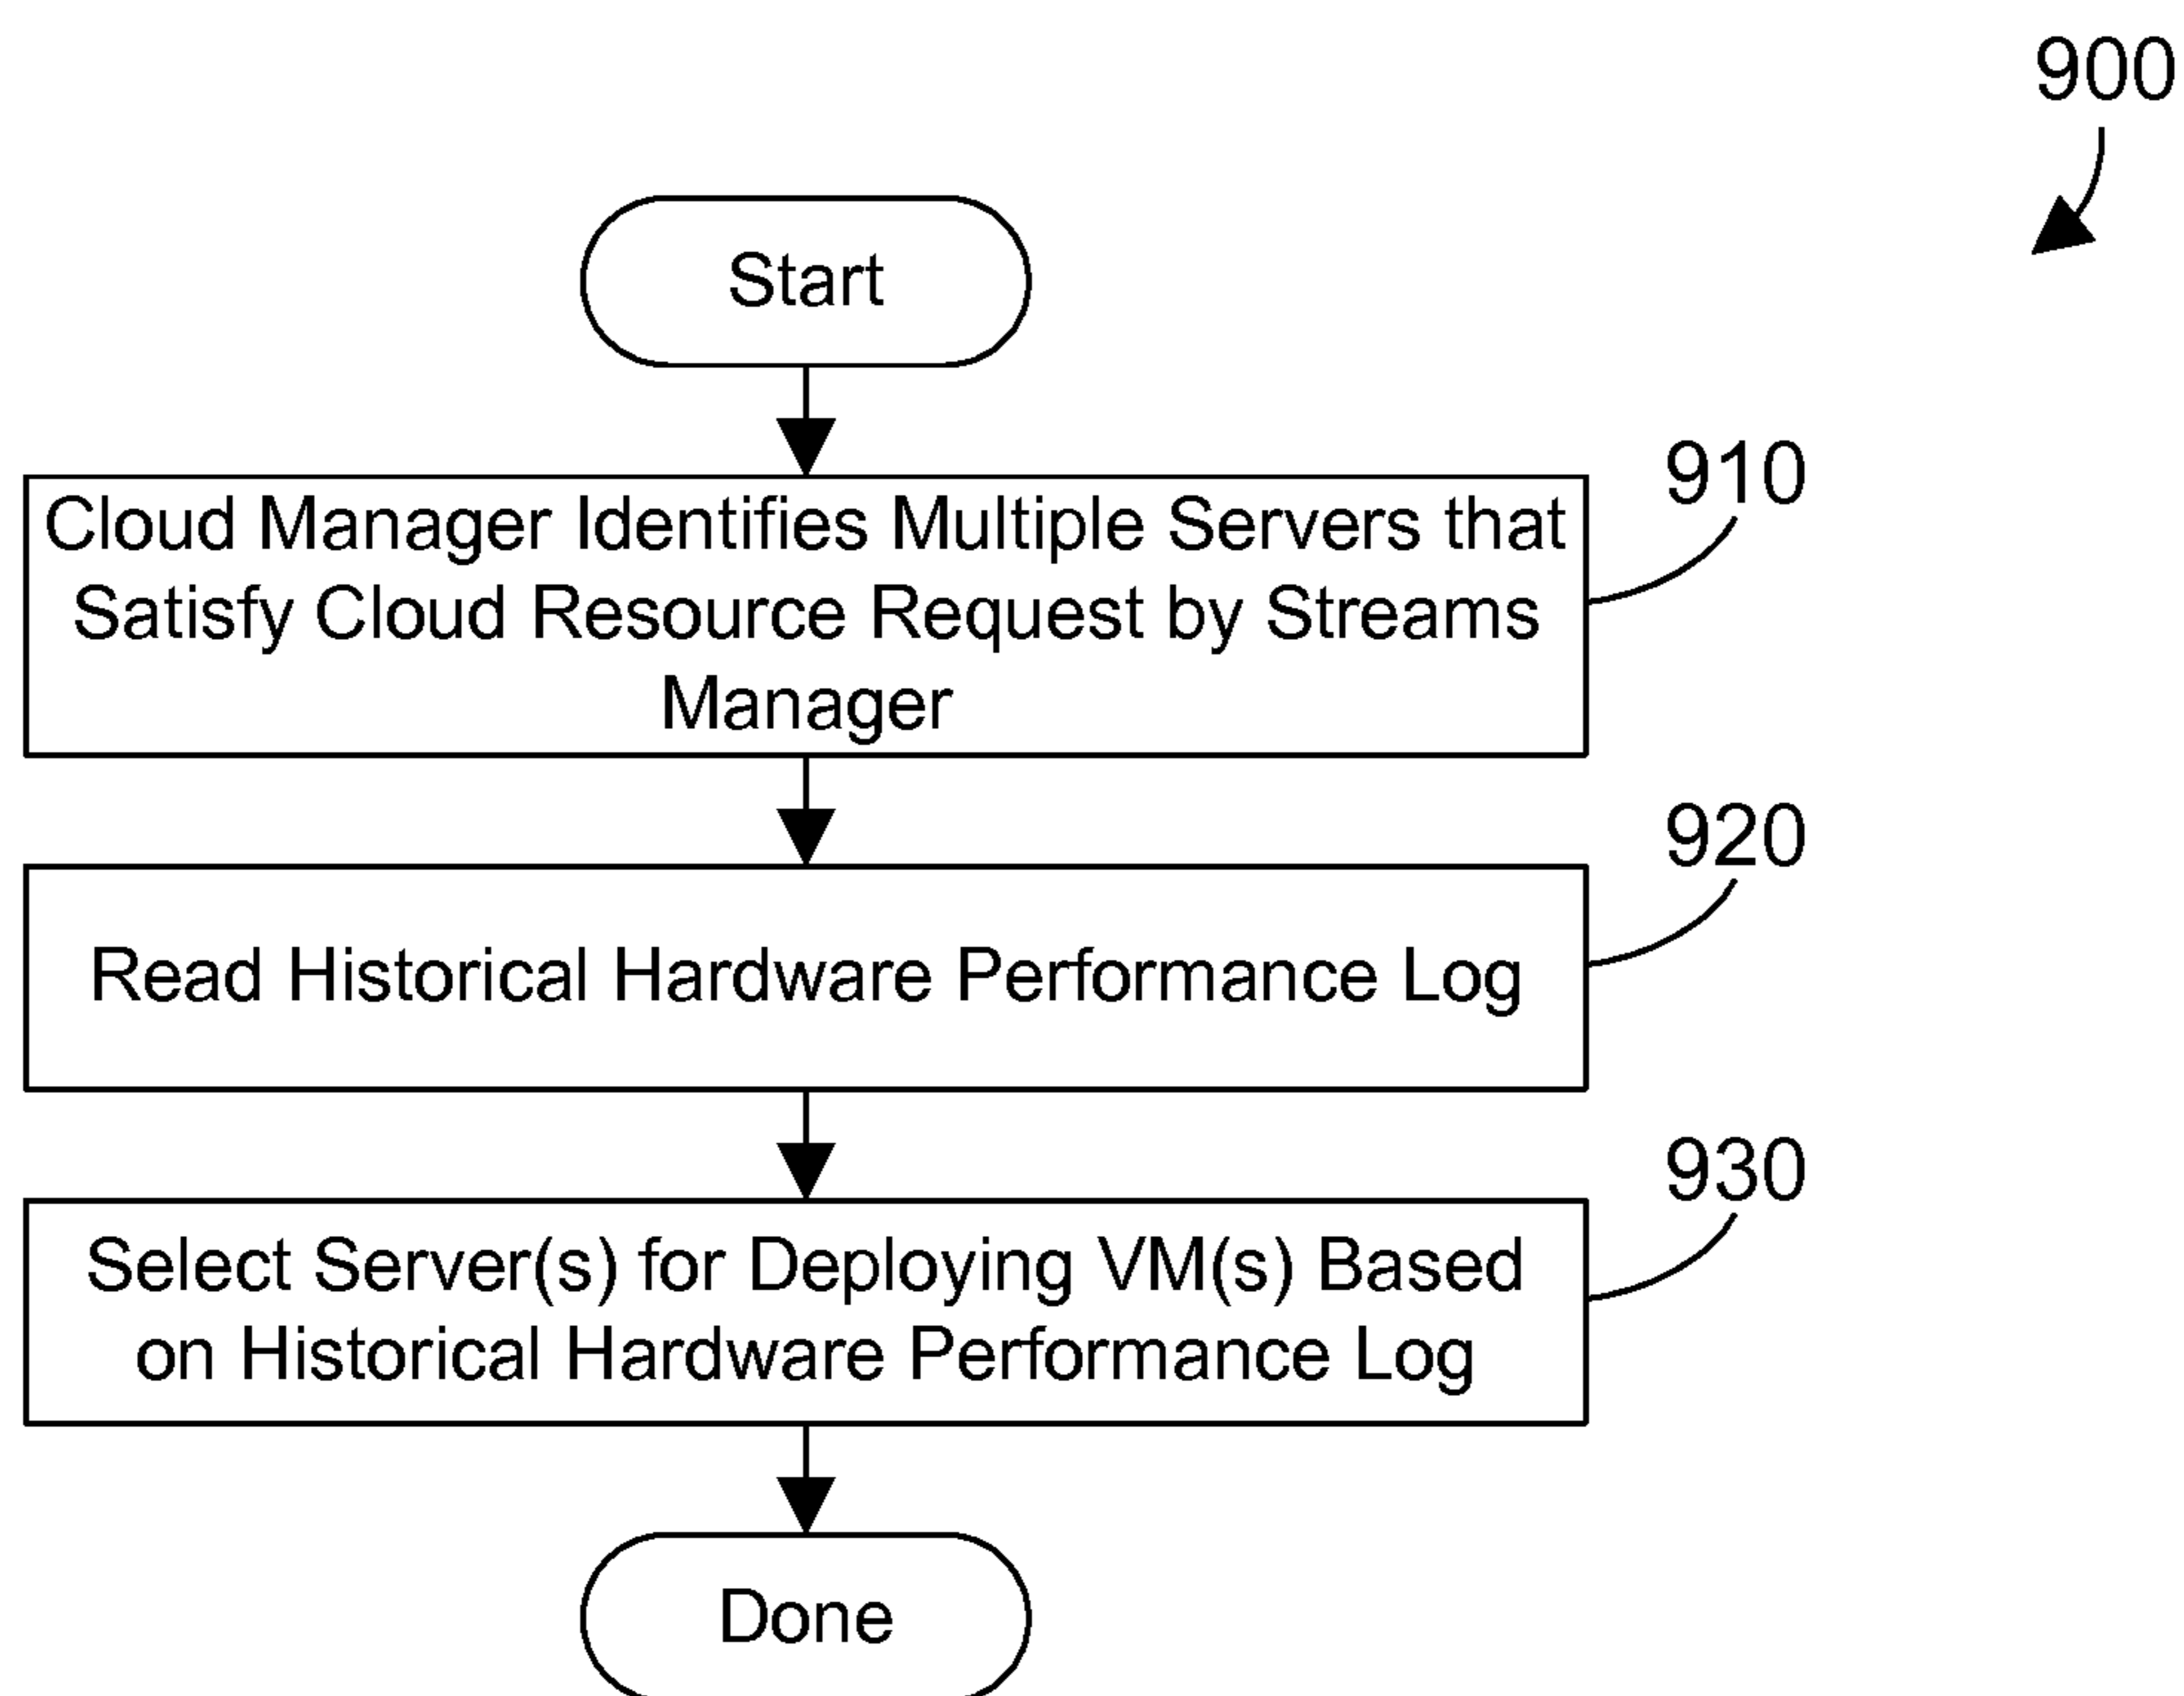 900
Start
910
Cloud Manager Identifies Multiple Servers that
Satisfy Cloud Resource Request by Streams
Manager
920
Read Historical Hardware Performance Log
930
Select Server(s) for Deploying VM(s) Based
on Historical Hardware Performance Log
Done